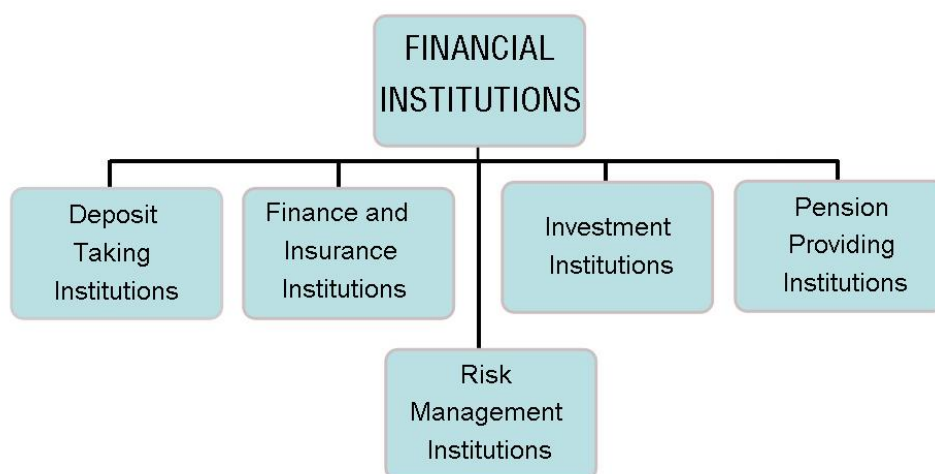 FINANCIAL
INSTITUTIONS
Deposit
Taking
Institutions
Finance and
Insurance
Institutions
Investment
Institutions
Pension
Providing
Institutions
Risk
Management
Institutions